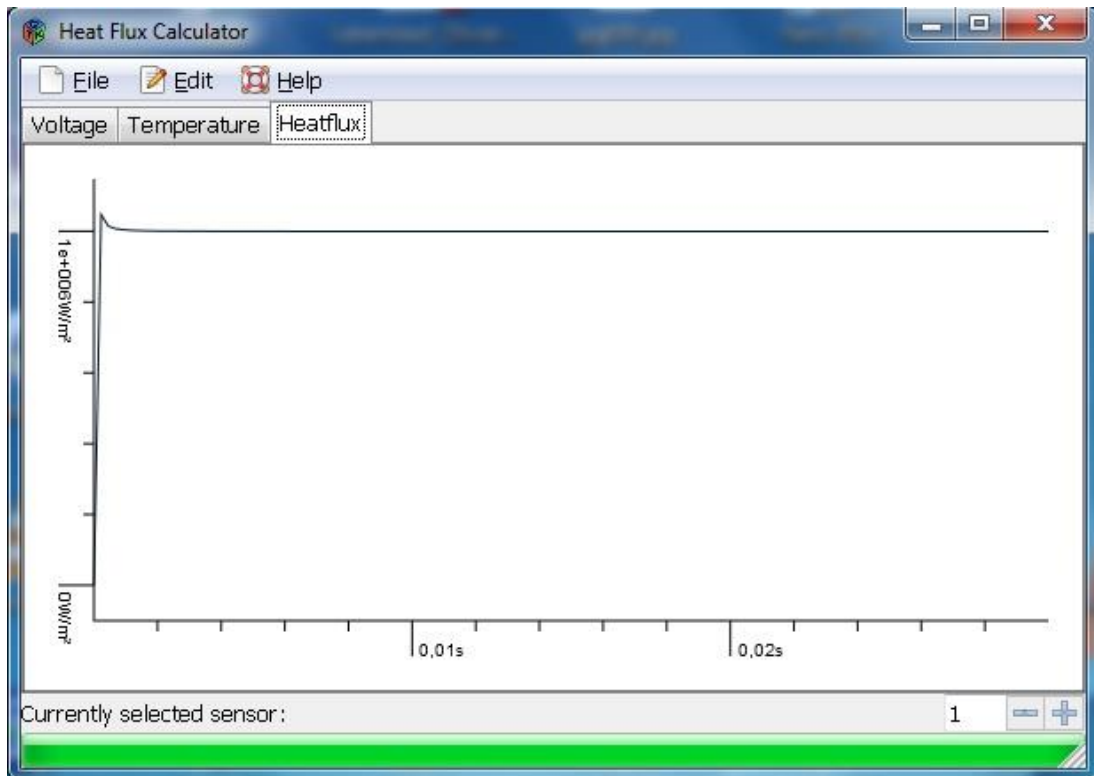 Heat Flux Calculator
File Edit Help
Voltage Temperature Heatflux
1e+006W/m²
0W/m²
0,01s 0,02s
Currently selected sensor: 1